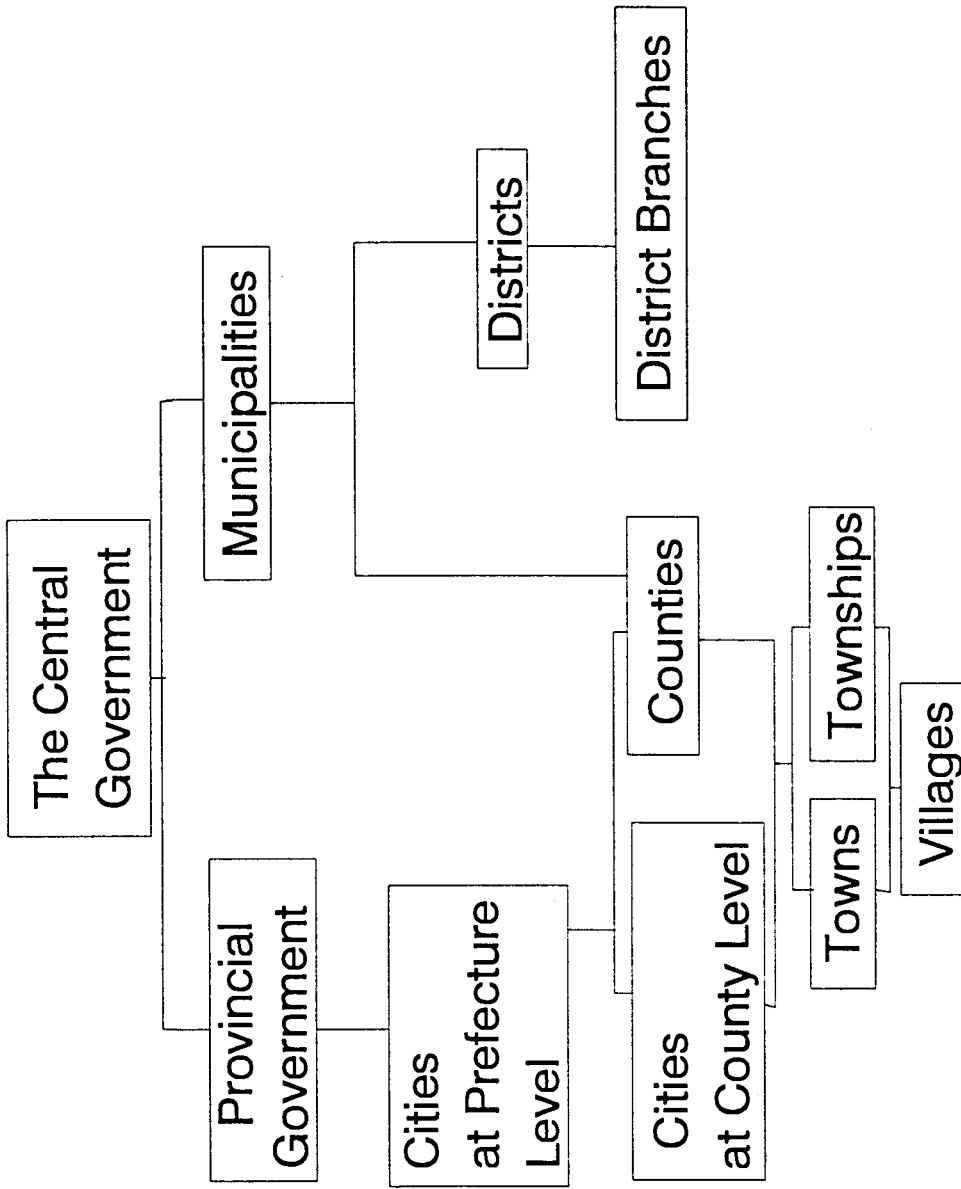 The Central
Government
Provincial
Government
Municipalities
Cities
at Prefecture
Level
Districts
Cities
at County Level
Counties
District Branches
Towns
Townships
Villages